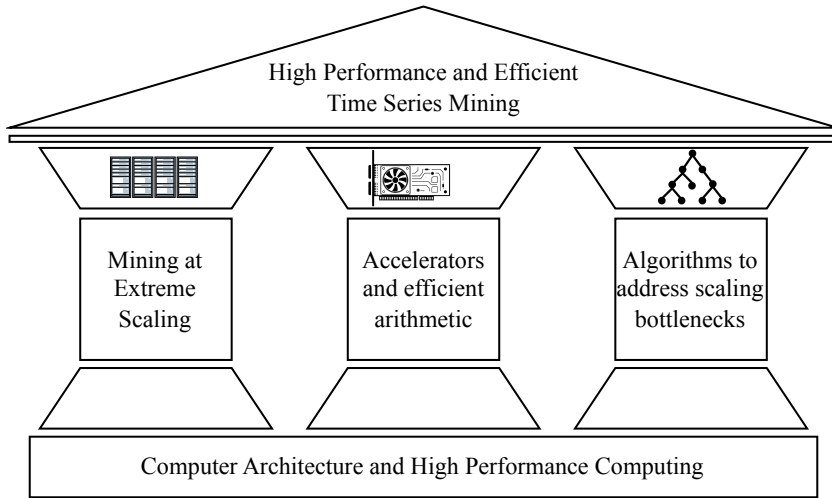 High Performance and Efficient
Time Series Mining
Mining at
Extreme
Scaling
Accelerators
and efficient
arithmetic
Algorithms to
address scaling
bottlenecks
Computer Architecture and High Performance Computing